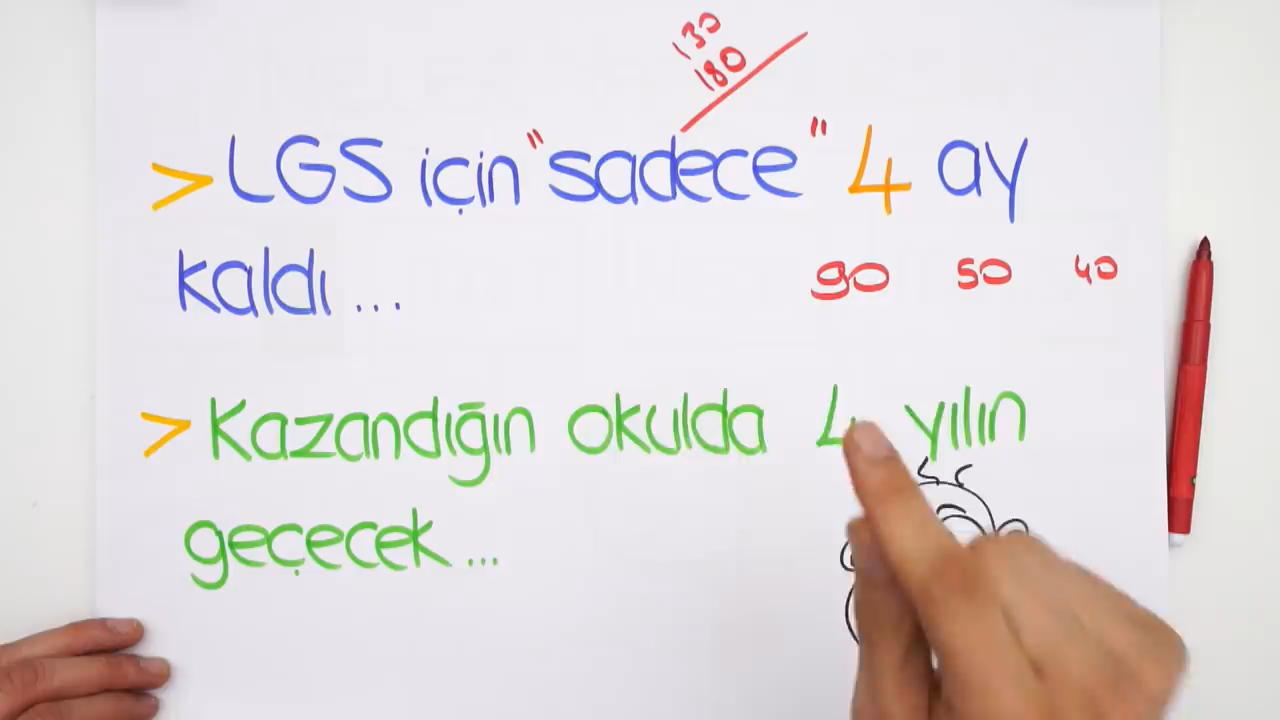 130
180
> LGS için "sadece" 4 ay
kaldı...
90 50 40
> Kazandığın okulda 4 yılın
geçecek...